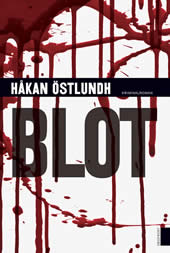 HÅKAN ÖSTLUNDH
KRIMINALROMAN
BLOT